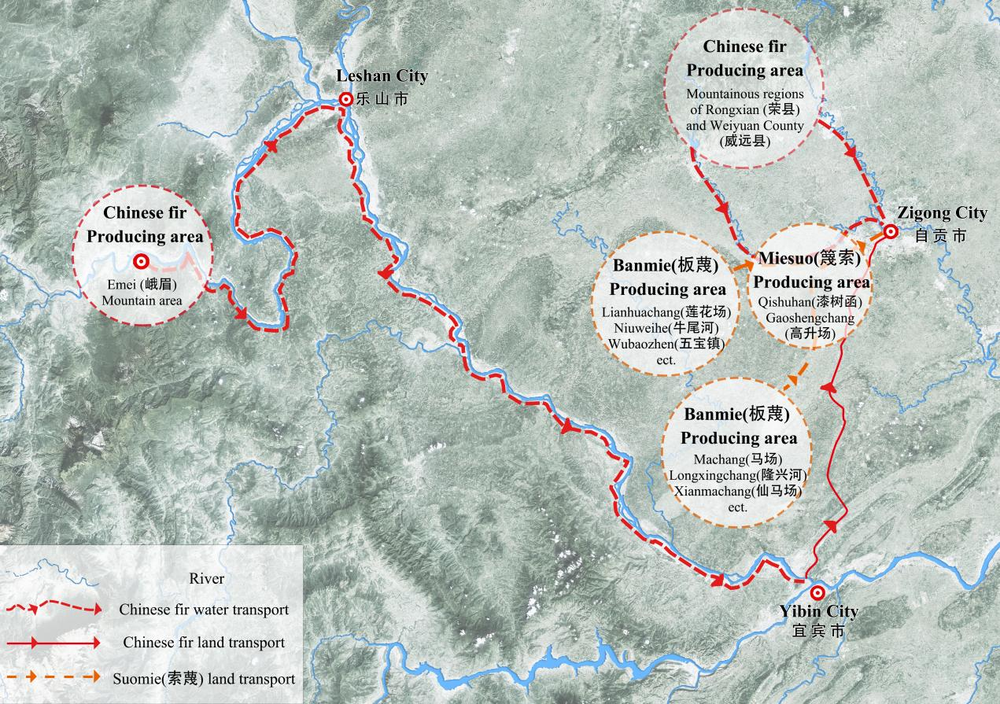 Leshan City
乐山市
Chinese fir
Producing area
Mountainous regions
of Rongxian (荣县)
and Weiyuan County
(威远县)
Chinese fir
Producing area
Emei (峨眉)
Mountain area
Zigong City
自贡市
Banmie(板蔑)
Producing area
Lianhuachang(莲花场)
Niuweihe(牛尾河)
Wubaozhen(五宝镇)
ect.
Miesuo(篾索)
Producing area
Qishuhan(漆树函)
Gaoshengchang
(高升场)
Banmie(板蔑)
Producing area
Machang(马场)
Longxingchang(隆兴河)
Xianmachang(仙马场)
ect.
Yibin City
宜宾市
River
Chinese fir water transport
Chinese fir land transport
Suomie(索蔑) land transport